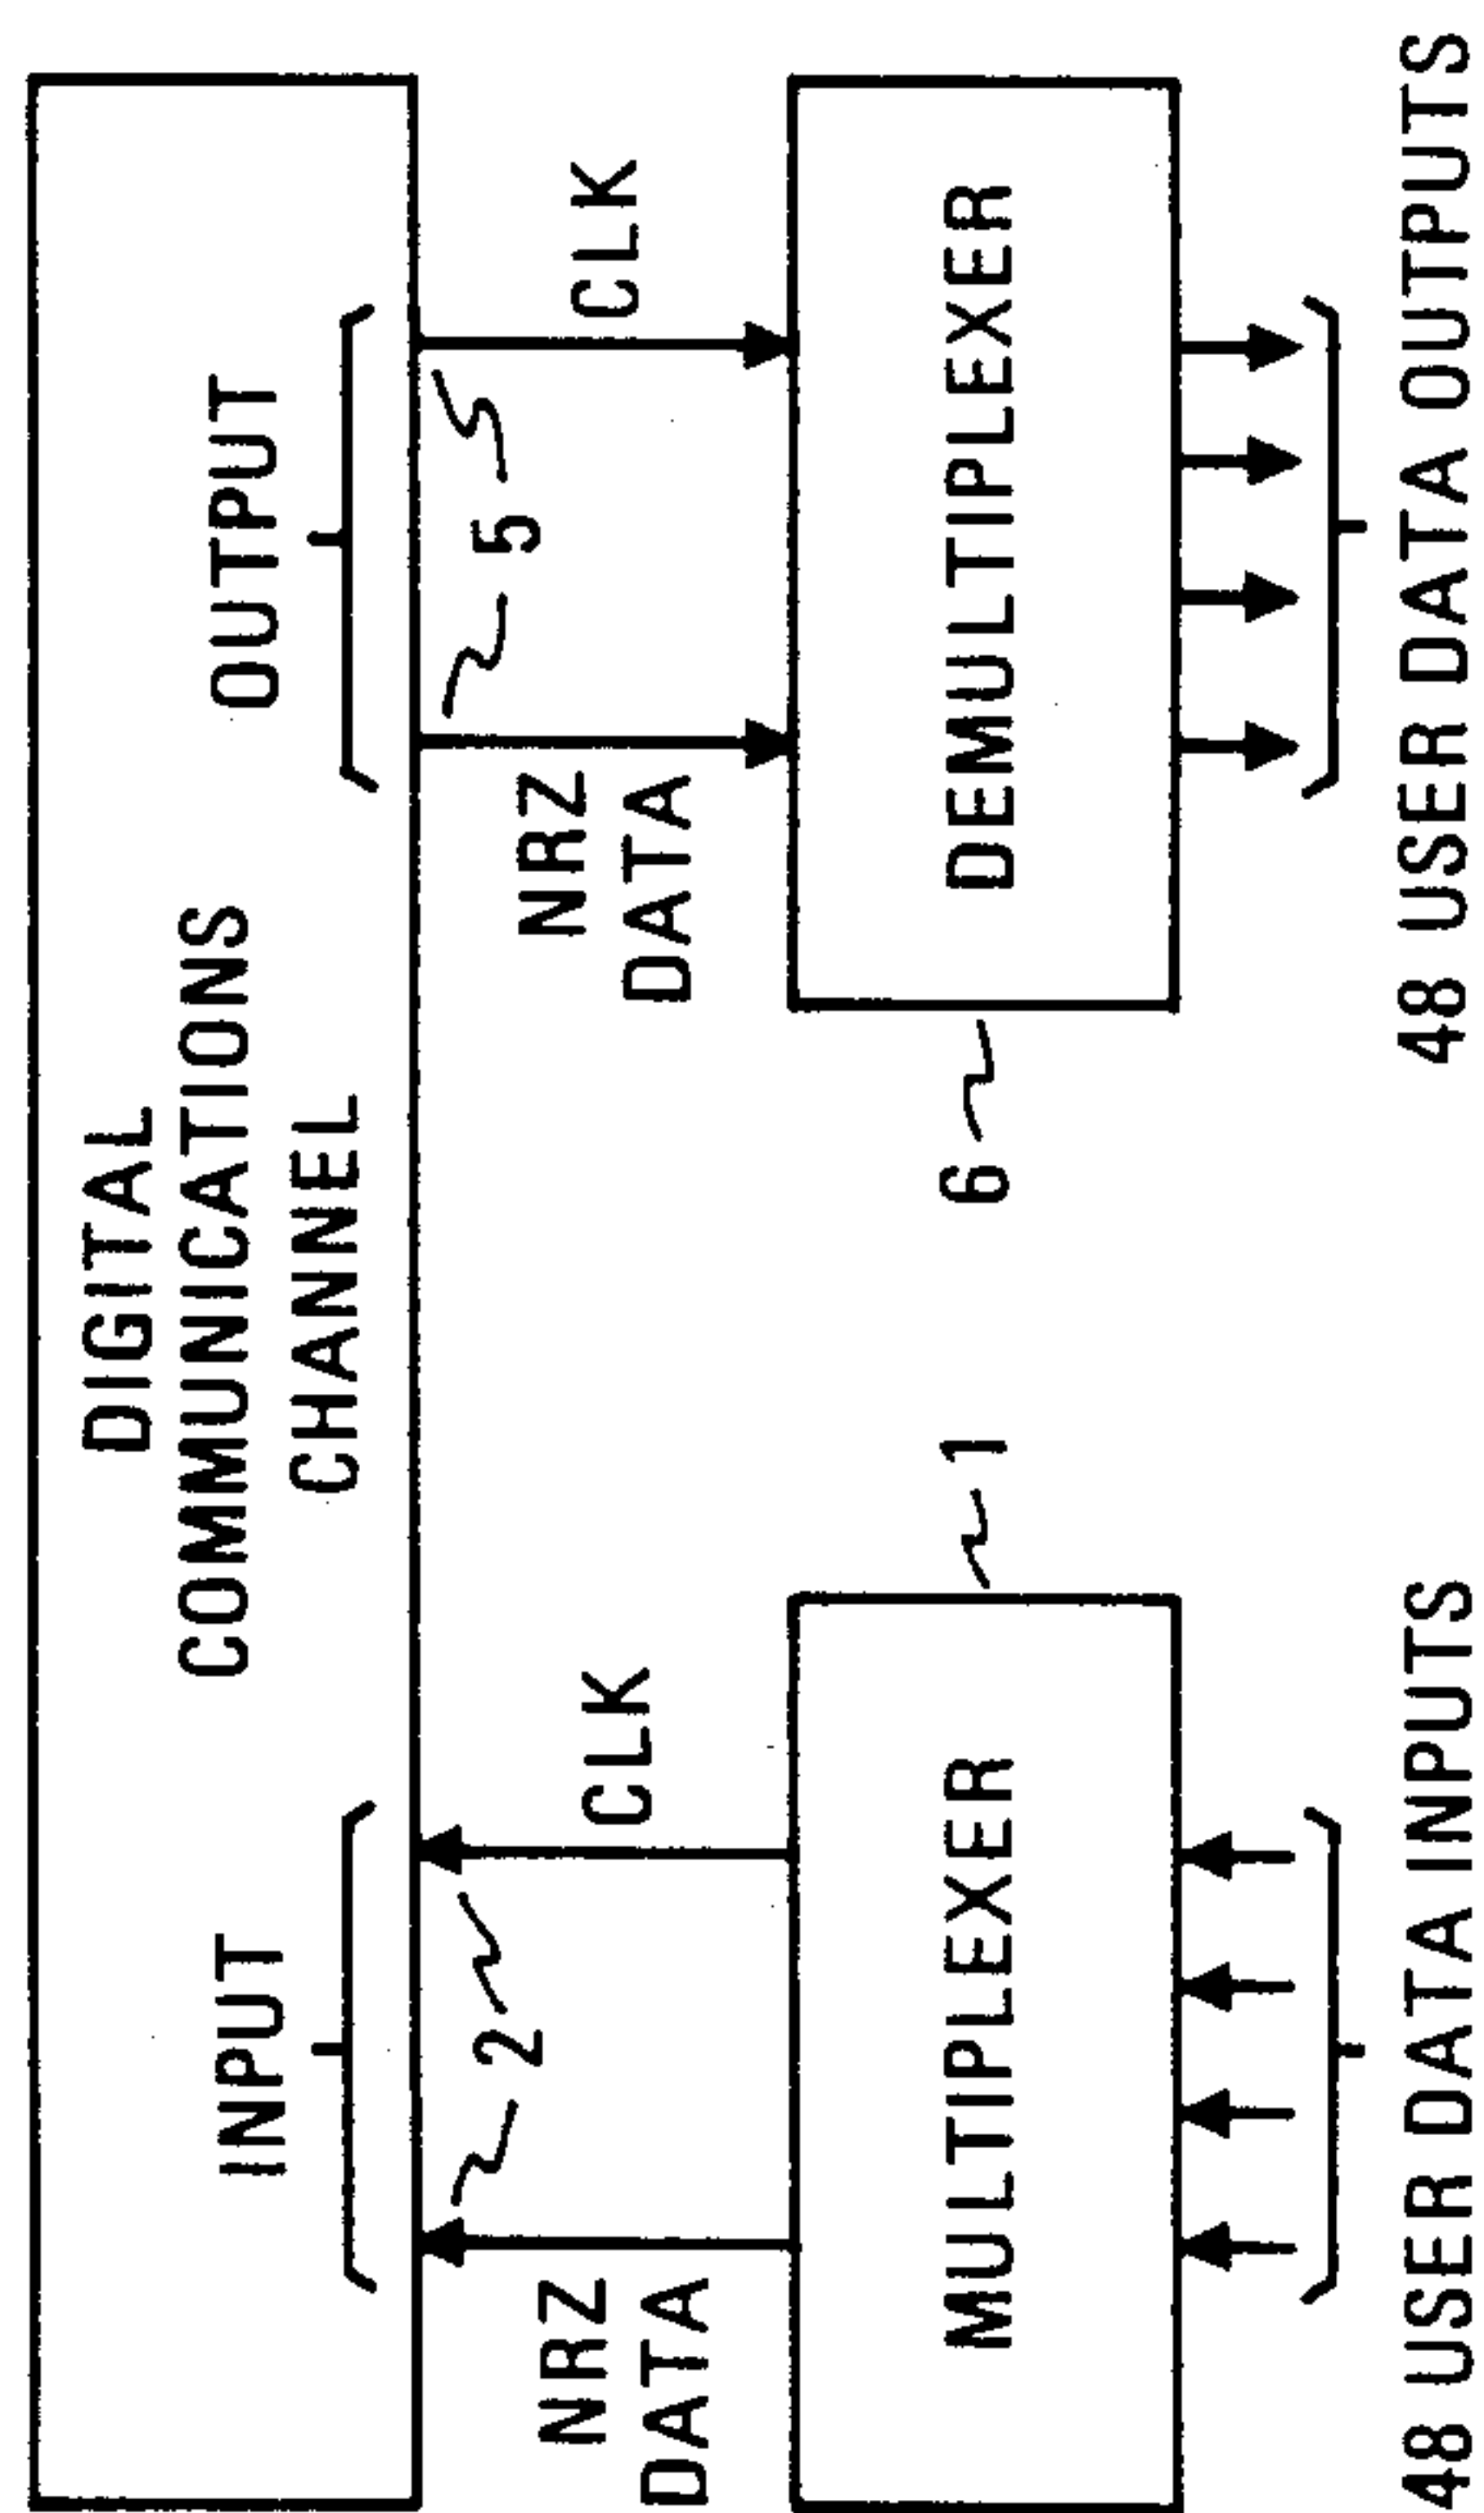 DIGITAL
COMMUNICATIONS
CHANNEL
INPUT
OUTPUT
NRZ
DATA
2
CLK
NRZ
DATA
5
CLK
MULTIPLEXER
1
6
DEMULTIPLEXER
48 USER DATA INPUTS
48 USER DATA OUTPUTS